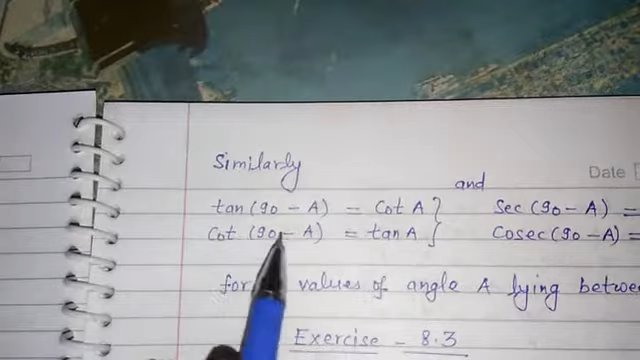 Similarly
and
Date
tan (90 - A) = Cot A } Sec (90 - A) =
Cot (90 - A) = tan A } Cosec (90 - A) =
for values of angle A lying betwe
Exercise - 8.3